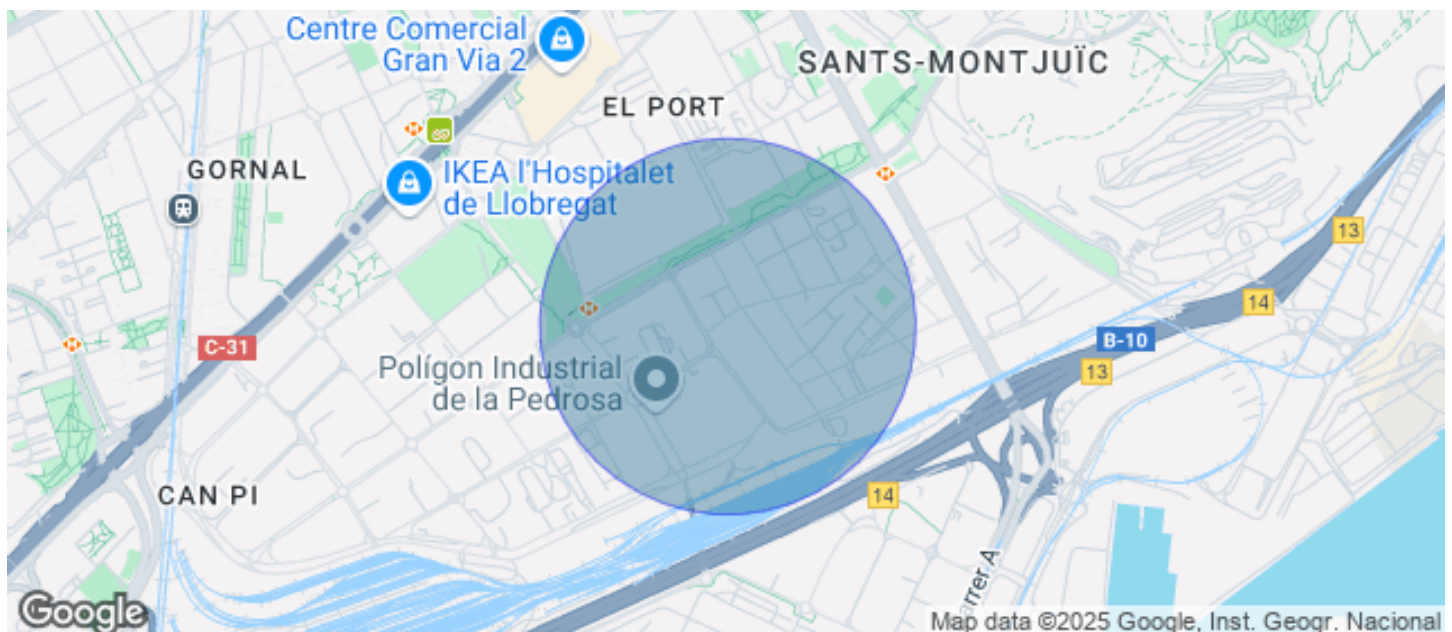 Centre Comercial
Gran Via 2
SANTS-MONTJUÏC
EL PORT
GORNAL
IKEA l'Hospitalet
de Llobregat
13
14
C-31
B-10
13
Polígon Industrial
de la Pedrosa
CAN PI
14
arrer A
Google
Map data ©2025 Google, Inst. Geogr. Nacional